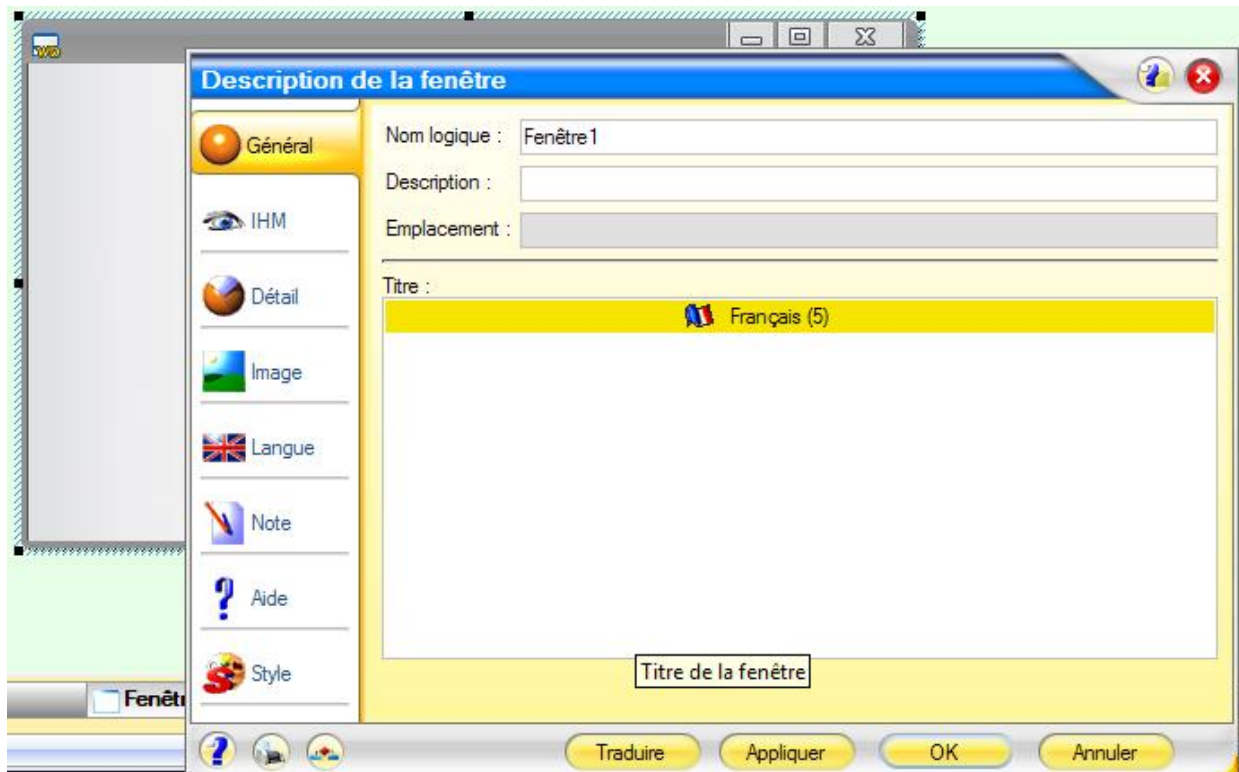 Description de la fenêtre
Général
Nom logique :
Fenêtre1
Description :
IHM
Emplacement :
Détail
Titre :
Français (5)
Image
Langue
Note
Aide
Style
Titre de la fenêtre
Fenêt
Traduire
Appliquer
OK
Annuler